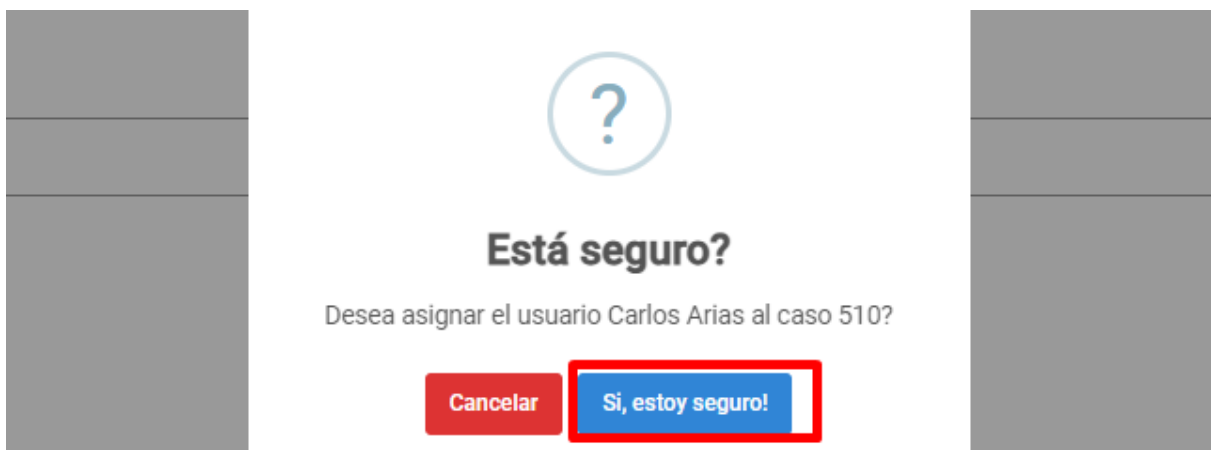 ?
Está seguro?
Desea asignar el usuario Carlos Arias al caso 510?
Cancelar Si, estoy seguro!